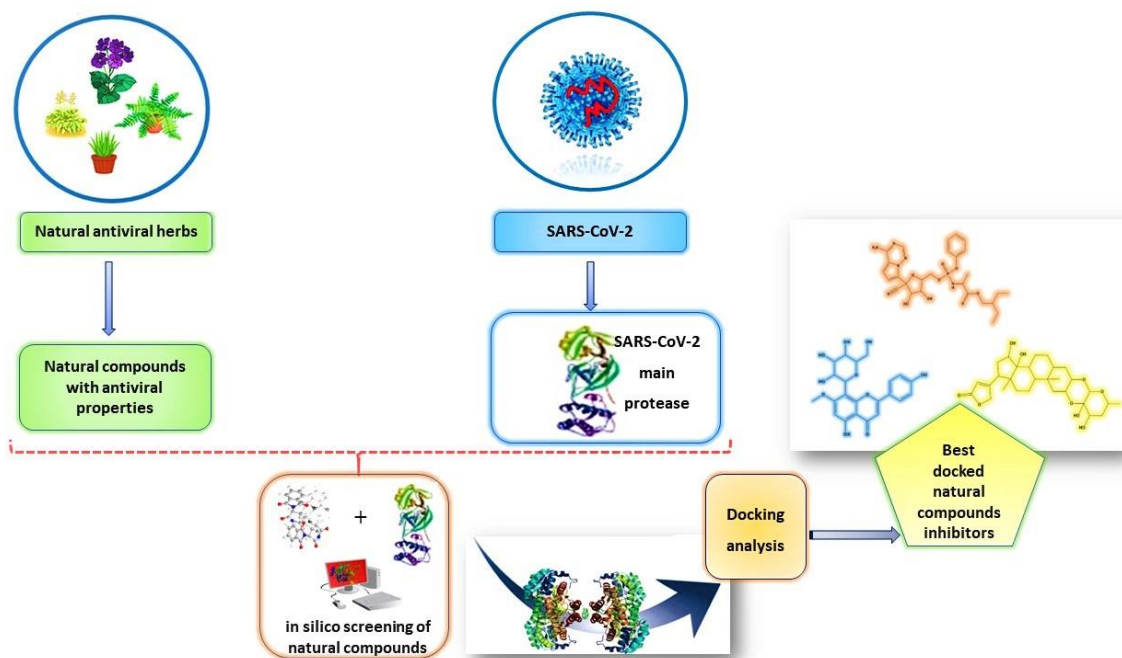 Natural antiviral herbs
SARS-CoV-2
Natural compounds
with antiviral
properties
SARS-CoV-2
main
protease
+
in silico screening of
natural compounds
Docking
analysis
Best
docked
natural
compounds
inhibitors